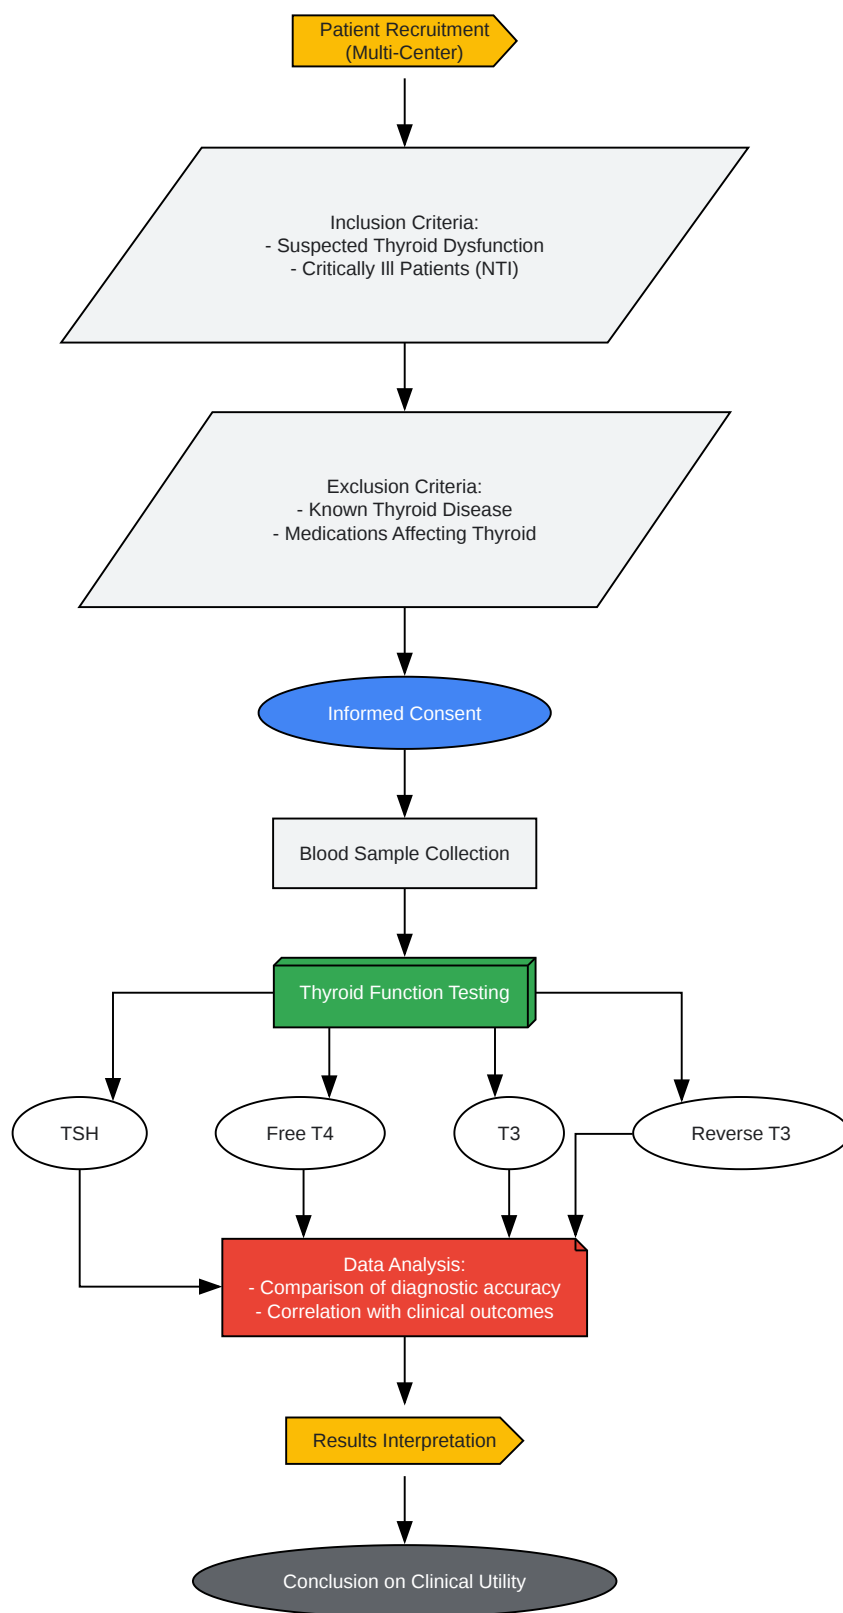 Patient Recruitment
(Multi-Center)
Inclusion Criteria:
- Suspected Thyroid Dysfunction
- Critically Ill Patients (NTI)
Exclusion Criteria:
- Known Thyroid Disease
- Medications Affecting Thyroid
Informed Consent
Blood Sample Collection
Thyroid Function Testing
TSH
Free T4
T3
Reverse T3
Data Analysis:
- Comparison of diagnostic accuracy
- Correlation with clinical outcomes
Results Interpretation
Conclusion on Clinical Utility